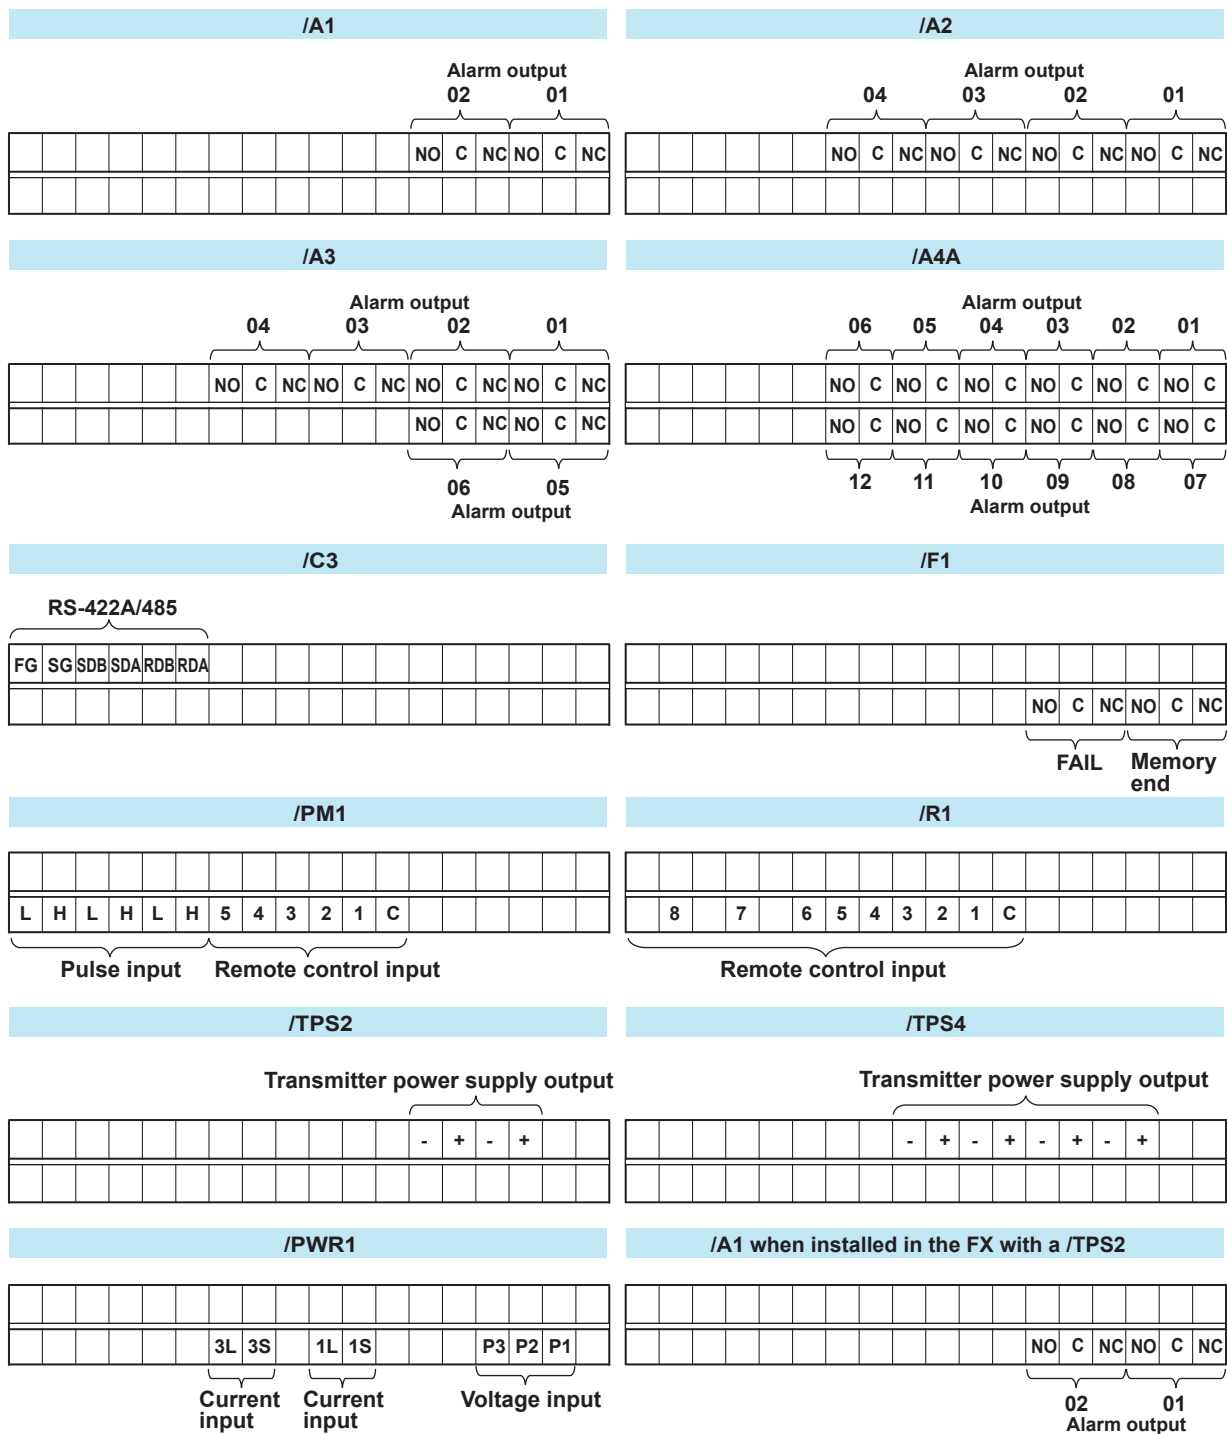 /A1
Alarm output
02 01
NO C NC NO C NC
/A2
Alarm output
04 03 02 01
NO C NC NO C NC NO C NC NO C NC
/A3
Alarm output
04 03 02 01
NO C NC NO C NC NO C NC NO C NC
NO C NC NO C NC
06 05
Alarm output
/A4A
Alarm output
06 05 04 03 02 01
NO C NO C NO C NO C NO C NO C
NO C NO C NO C NO C NO C NO C
12 11 10 09 08 07
Alarm output
/C3
RS-422A/485
FG SG SDB SDA RDB RDA
/F1
NO C NC NO C NC
FAIL Memory
end
/PM1
L H L H L H 5 4 3 2 1 C
Pulse input Remote control input
/R1
8 7 6 5 4 3 2 1 C
Remote control input
/TPS2
Transmitter power supply output
- + - +
/TPS4
Transmitter power supply output
- + - + - + - +
/PWR1
3L 3S 1L 1S P3 P2 P1
Current Current Voltage input
input input
/A1 when installed in the FX with a /TPS2
NO C NC NO C NC
02 01
Alarm output